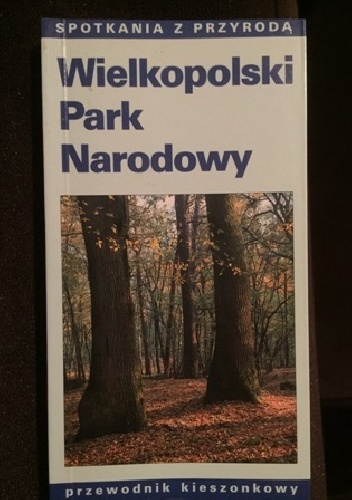 SPOTKANIA Z PRZYRODĄ
Wielkopolski
Park
Narodowy
przewodnik kieszonkowy